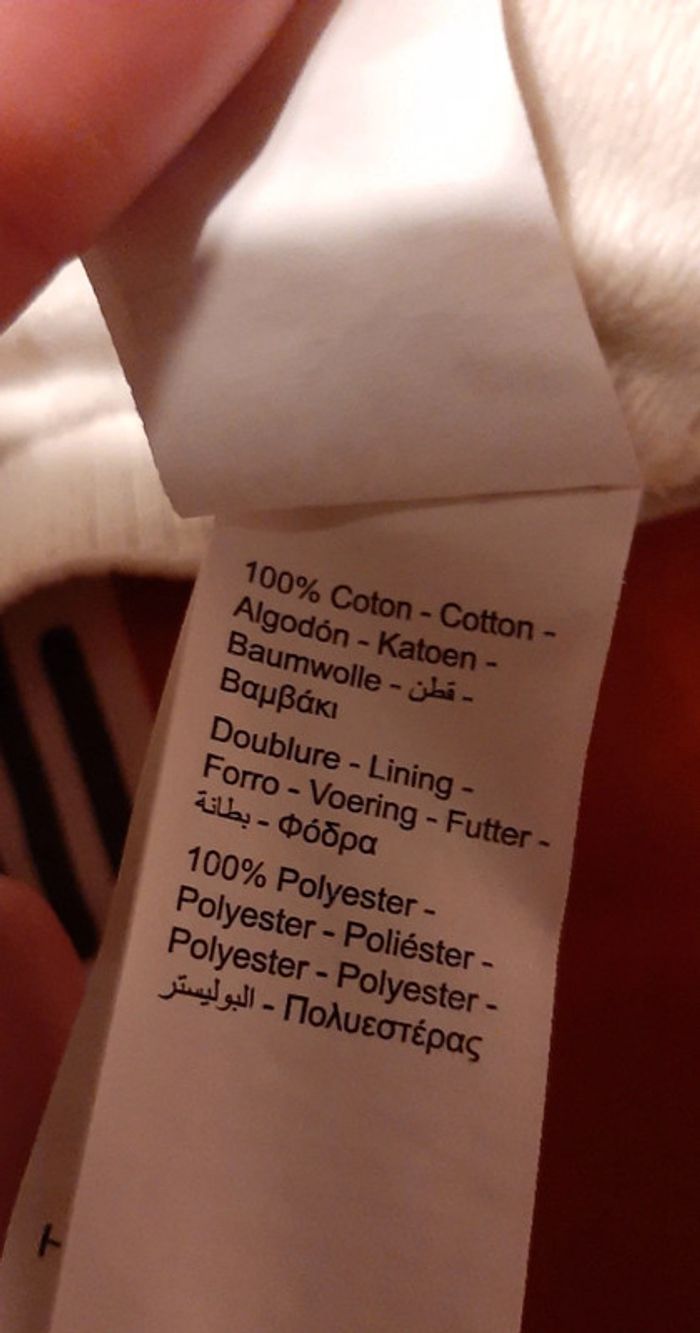 100% Coton - Cotton -
Algodón - Katoen -
Baumwolle - قطن -
Βαμβάκι
Doublure - Lining -
Forro - Voering - Futter -
بطانة - Φόδρα
100% Polyester -
Polyester - Poliéster -
Polyester - Polyester -
البوليستر - Πολυεστέρας